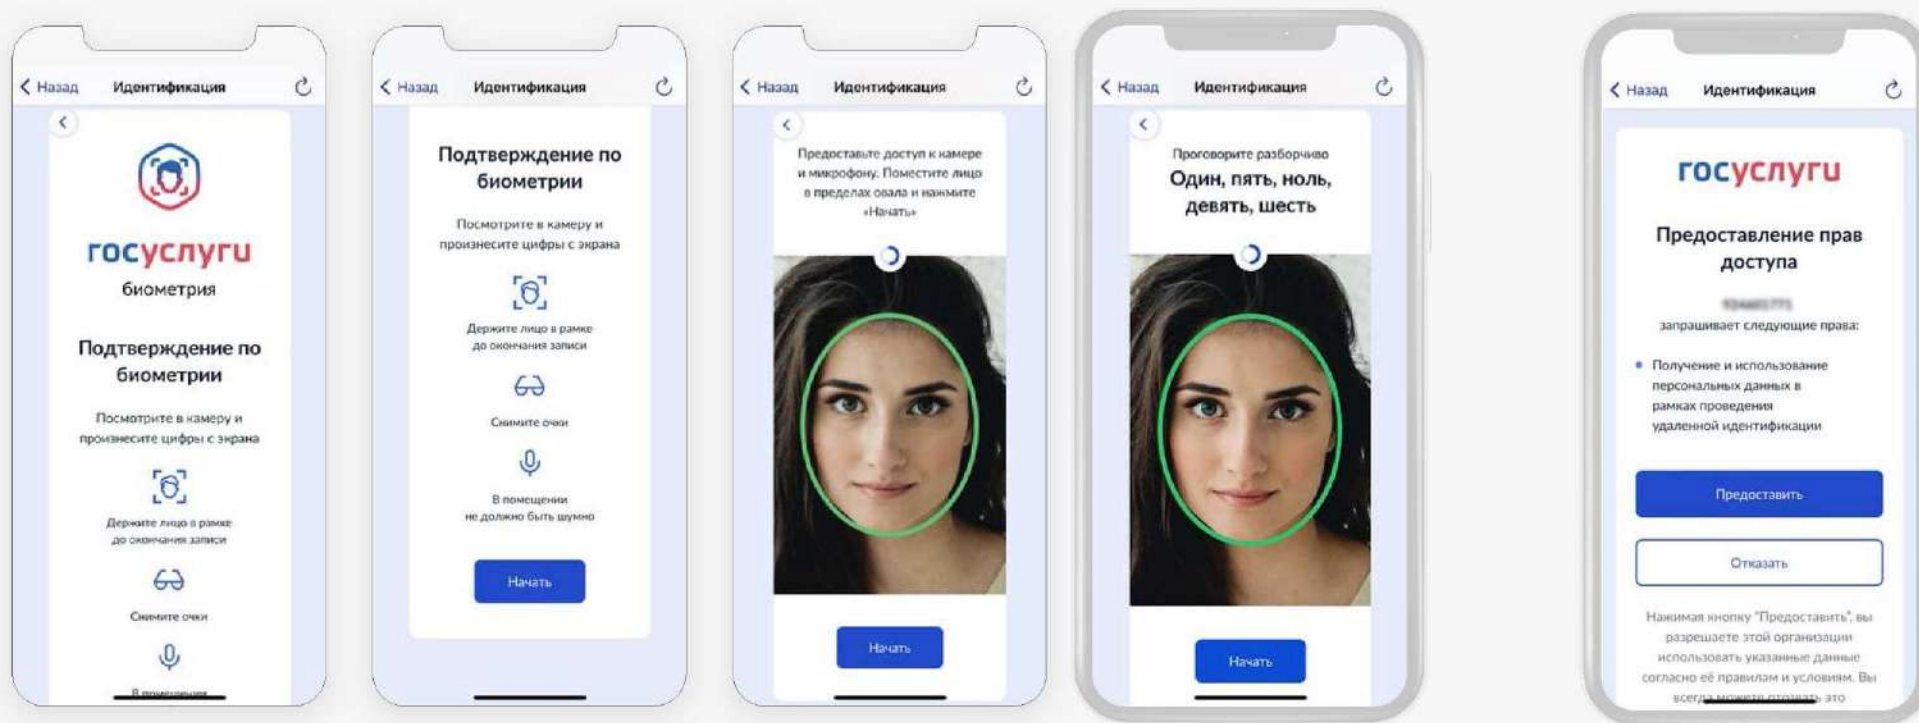 Назад Идентификация
госуслуги
биометрия
Подтверждение по
биометрии
Посмотрите в камеру и
произнесите цифры с экрана
Держите лицо в рамке
до окончания записи
Снимите очки
В помещении
Назад Идентификация
Подтверждение по
биометрии
Посмотрите в камеру и
произнесите цифры с экрана
Держите лицо в рамке
до окончания записи
Снимите очки
В помещении
не должно быть шумно
Начать
Назад Идентификация
Предоставьте доступ к камере
и микрофону. Поместите лицо
в пределах овала и нажмите
«Начать»
Начать
Назад Идентификация
Проговорите разборчиво
Один, пять, ноль,
девять, шесть
Начать
Назад Идентификация
госуслуги
Предоставление прав
доступа
запрашивает следующие права:
Получение и использование
персональных данных в
рамках проведения
удаленной идентификации
Предоставить
Отказать
Нажимая кнопку "Предоставить", вы
разрешаете этой организации
использовать указанные данные
согласно её правилам и условиям. Вы
всегда можете отозвать это